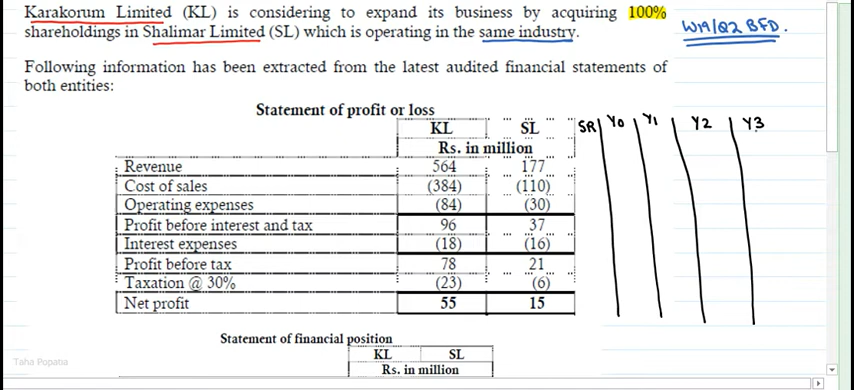 Karakorum Limited (KL) is considering to expand its business by acquiring 100%
shareholdings in Shalimar Limited (SL) which is operating in the same industry.
W19/Q2 BFD.
Following information has been extracted from the latest audited financial statements of
both entities:
Statement of profit or loss
KL SL
Rs. in million
Revenue 564 177
Cost of sales (384) (110)
Operating expenses (84) (30)
Profit before interest and tax 96 37
Interest expenses (18) (16)
Profit before tax 78 21
Taxation @ 30% (23) (6)
Net profit 55 15
SR Y0 Y1 Y2 Y3
Statement of financial position
KL SL
Rs. in million
Taha Popatia